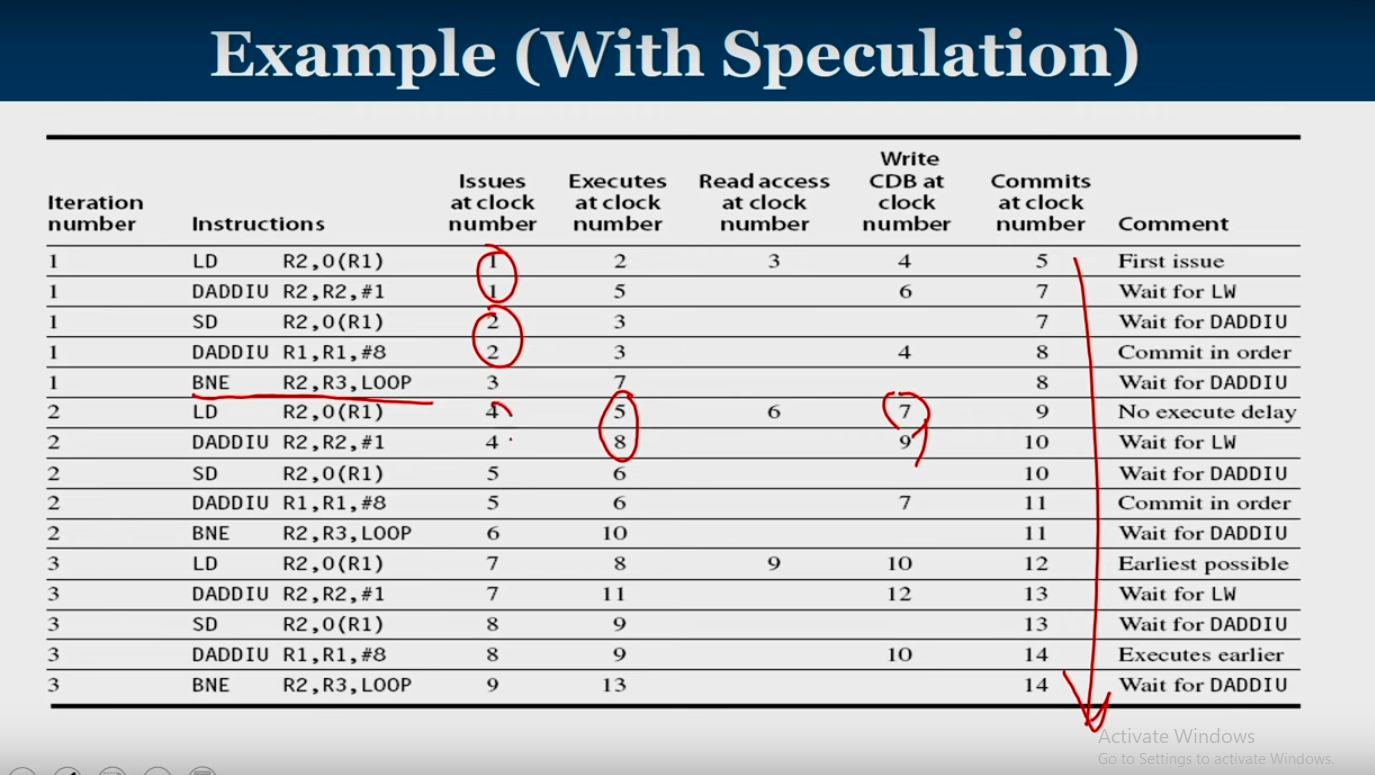 Example (With Speculation)
Iteration number Instructions Issues at clock number Executes at clock number Read access at clock number Write CDB at clock number Commits at clock number Comment
1 LD R2,0(R1) 1 2 3 4 5 First issue
1 DADDIU R2,R2,#1 1 5 6 7 Wait for LW
1 SD R2,0(R1) 2 3 7 Wait for DADDIU
1 DADDIU R1,R1,#8 2 3 4 8 Commit in order
1 BNE R2,R3,LOOP 3 7 8 Wait for DADDIU
2 LD R2,0(R1) 4 5 6 7 9 No execute delay
2 DADDIU R2,R2,#1 4 8 9 10 Wait for LW
2 SD R2,0(R1) 5 6 10 Wait for DADDIU
2 DADDIU R1,R1,#8 5 6 7 11 Commit in order
2 BNE R2,R3,LOOP 6 10 11 Wait for DADDIU
3 LD R2,0(R1) 7 8 9 10 12 Earliest possible
3 DADDIU R2,R2,#1 7 11 12 13 Wait for LW
3 SD R2,0(R1) 8 9 13 Wait for DADDIU
3 DADDIU R1,R1,#8 8 9 10 14 Executes earlier
3 BNE R2,R3,LOOP 9 13 14 Wait for DADDIU
Activate Windows
Go to Settings to activate Windows.